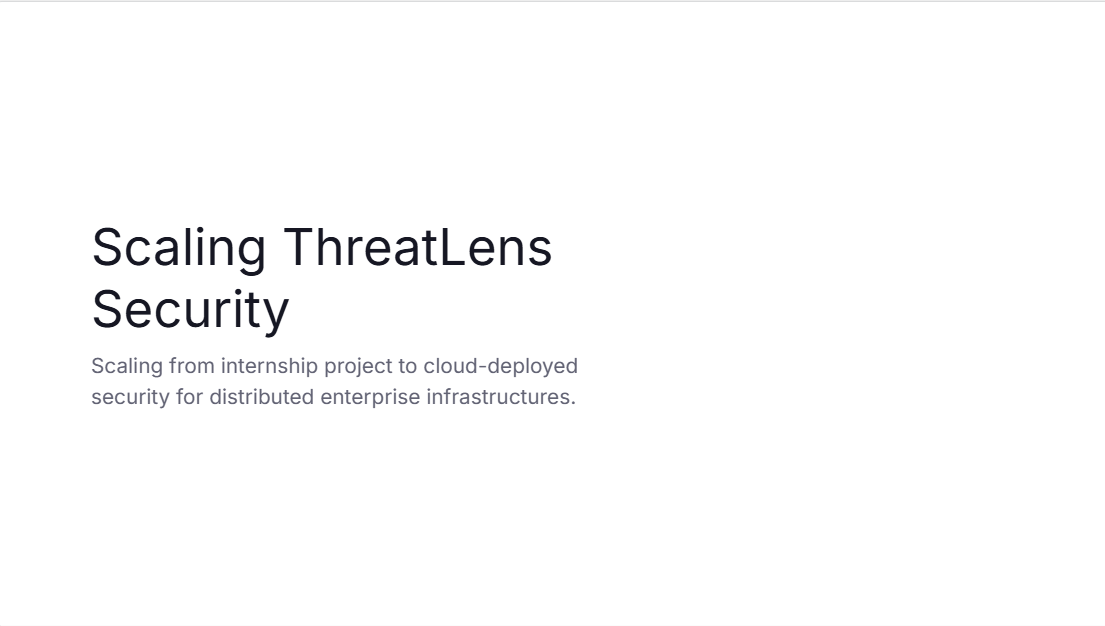 Scaling ThreatLens
Security
Scaling from internship project to cloud-deployed
security for distributed enterprise infrastructures.